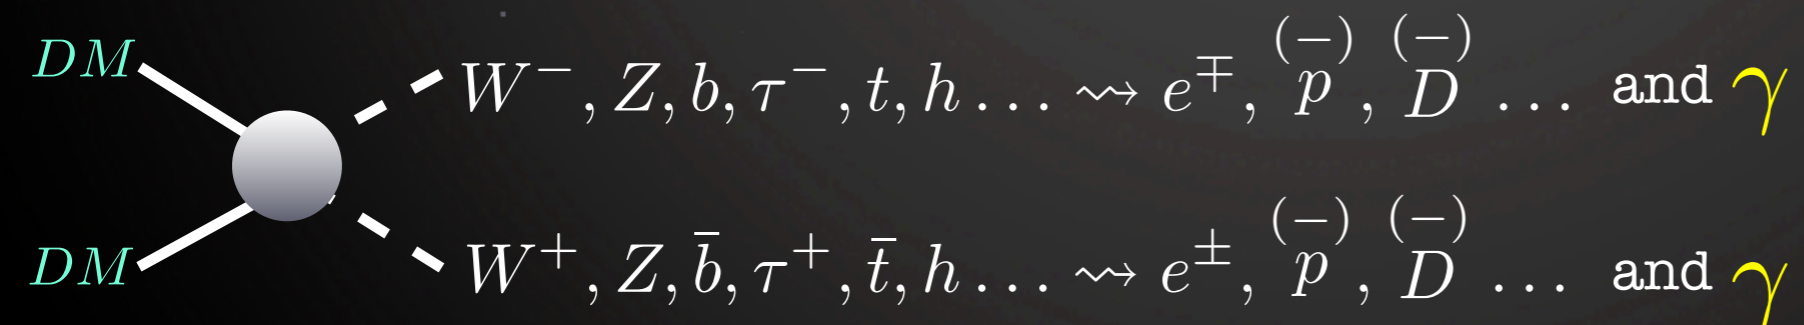 DM W⁻, Z, b, τ⁻, t, h ... ⇝ e^∓, (−)p, (−)D ... and γ
DM W⁺, Z, b̄, τ⁺, t̄, h ... ⇝ e^±, (−)p, (−)D ... and γ